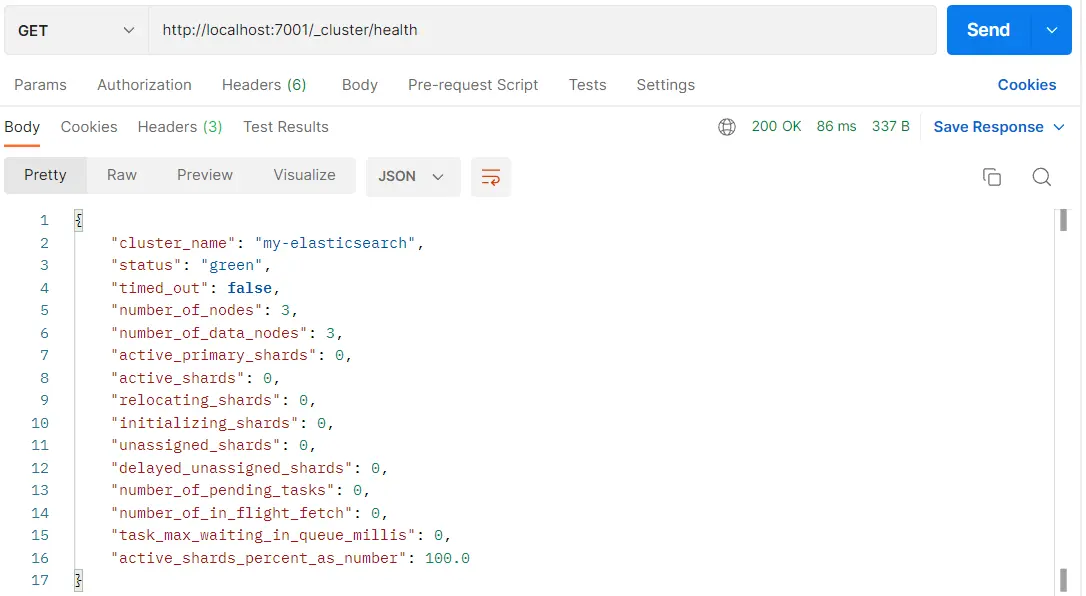 GET http://localhost:7001/_cluster/health Send
Params Authorization Headers (6) Body Pre-request Script Tests Settings Cookies
Body Cookies Headers (3) Test Results 200 OK 86 ms 337 B Save Response
Pretty Raw Preview Visualize JSON
1 {
2 "cluster_name": "my-elasticsearch",
3 "status": "green",
4 "timed_out": false,
5 "number_of_nodes": 3,
6 "number_of_data_nodes": 3,
7 "active_primary_shards": 0,
8 "active_shards": 0,
9 "relocating_shards": 0,
10 "initializing_shards": 0,
11 "unassigned_shards": 0,
12 "delayed_unassigned_shards": 0,
13 "number_of_pending_tasks": 0,
14 "number_of_in_flight_fetch": 0,
15 "task_max_waiting_in_queue_millis": 0,
16 "active_shards_percent_as_number": 100.0
17 }